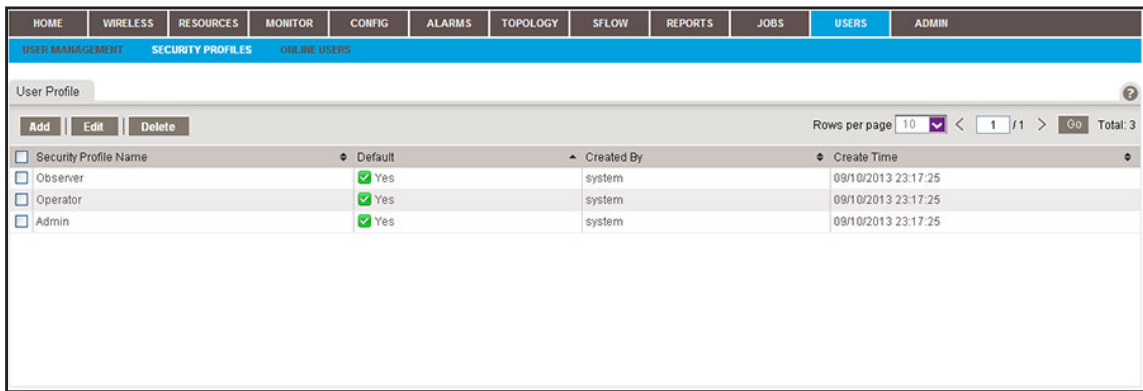 HOME WIRELESS RESOURCES MONITOR CONFIG ALARMS TOPOLOGY SFLOW REPORTS JOBS USERS ADMIN
USER MANAGEMENT SECURITY PROFILES ONLINE USERS
User Profile ?
Add Edit Delete Rows per page 10 < 1 /1 > Go Total: 3
Security Profile Name Default Created By Create Time
Observer Yes system 09/10/2013 23:17:25
Operator Yes system 09/10/2013 23:17:25
Admin Yes system 09/10/2013 23:17:25